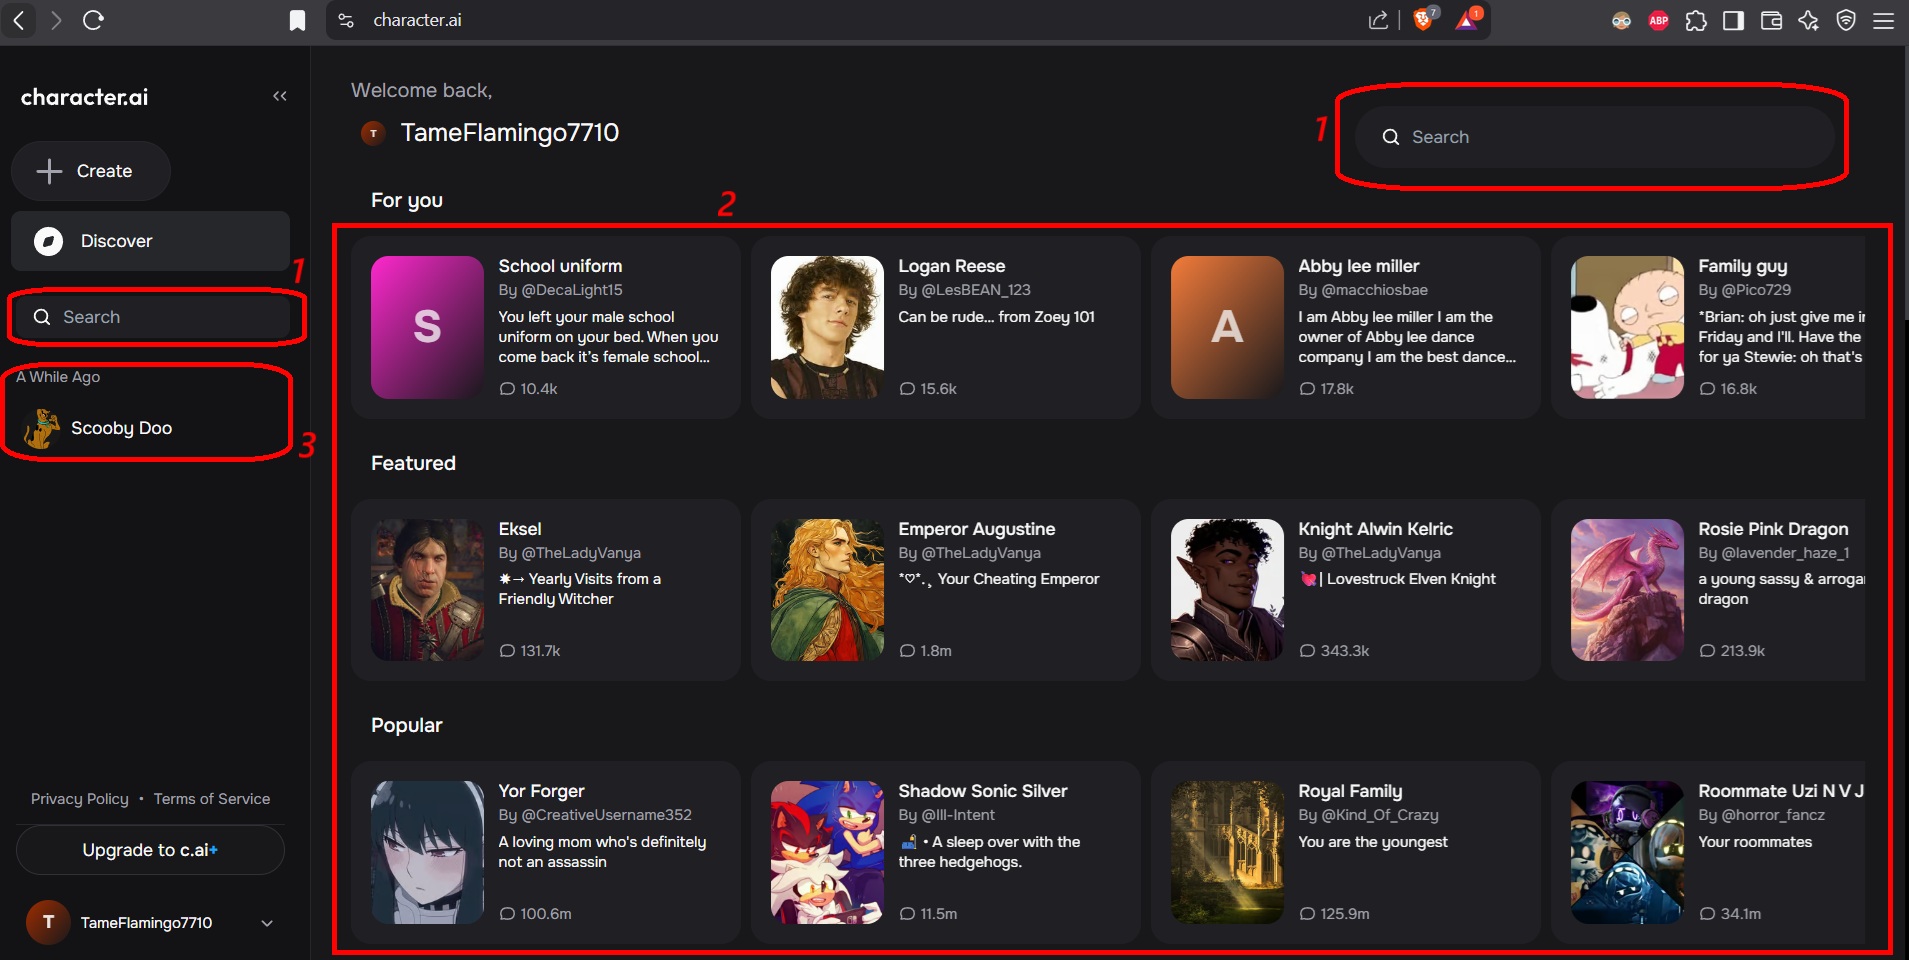 character.ai
7
1
ABP
character.ai
Create
Discover
1
Search
A While Ago
Scooby Doo
3
Privacy Policy • Terms of Service
Upgrade to c.ai+
T
TameFlamingo7710
Welcome back,
T
TameFlamingo7710
1
Search
For you
2
S
School uniform
By @DecaLight15
You left your male school
uniform on your bed. When you
come back it's female school...
10.4k
Logan Reese
By @LesBEAN_123
Can be rude... from Zoey 101
15.6k
A
Abby lee miller
By @macchiosbae
I am Abby lee miller I am the
owner of Abby lee dance
company I am the best dance...
17.8k
Family guy
By @Pico729
*Brian: oh just give me i
Friday and I'll. Have the
for ya Stewie: oh that's
16.8k
Featured
Eksel
By @TheLadyVanya
✷→ Yearly Visits from a
Friendly Witcher
131.7k
Emperor Augustine
By @TheLadyVanya
*♡*.¸ Your Cheating Emperor
1.8m
Knight Alwin Kelric
By @TheLadyVanya
💘| Lovestruck Elven Knight
343.3k
Rosie Pink Dragon
By @lavender_haze_1
a young sassy & arroga
dragon
213.9k
Popular
Yor Forger
By @CreativeUsername352
A loving mom who's definitely
not an assassin
100.6m
Shadow Sonic Silver
By @Ill-Intent
🛋 • A sleep over with the
three hedgehogs.
11.5m
Royal Family
By @Kind_Of_Crazy
You are the youngest
125.9m
Roommate Uzi N V J
By @horror_fancz
Your roommates
34.1m